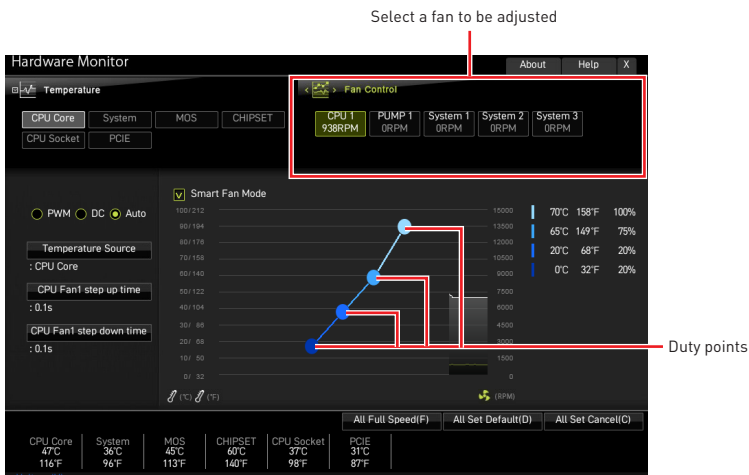 Select a fan to be adjusted
Hardware Monitor
About Help X
Temperature
Fan Control
CPU Core System MOS CHIPSET
CPU Socket PCIE
CPU 1 PUMP 1 System 1 System 2 System 3
938RPM 0RPM 0RPM 0RPM 0RPM
Smart Fan Mode
PWM DC Auto
Temperature Source
: CPU Core
CPU Fan1 step up time
: 0.1s
CPU Fan1 step down time
: 0.1s
100/212 15000
90/194 13500
80/176 12000
70/158 10500
60/140 9000
50/122 7500
40/104 6000
30/ 86 4500
20/ 68 3000
10/ 50 1500
0/ 32 0
(°C) (°F) (RPM)
70°C 158°F 100%
65°C 149°F 75%
20°C 68°F 20%
0°C 32°F 20%
Duty points
All Full Speed(F) All Set Default(D) All Set Cancel(C)
CPU Core System MOS CHIPSET CPU Socket PCIE
47°C 36°C 45°C 60°C 37°C 31°C
116°F 96°F 113°F 140°F 98°F 87°F